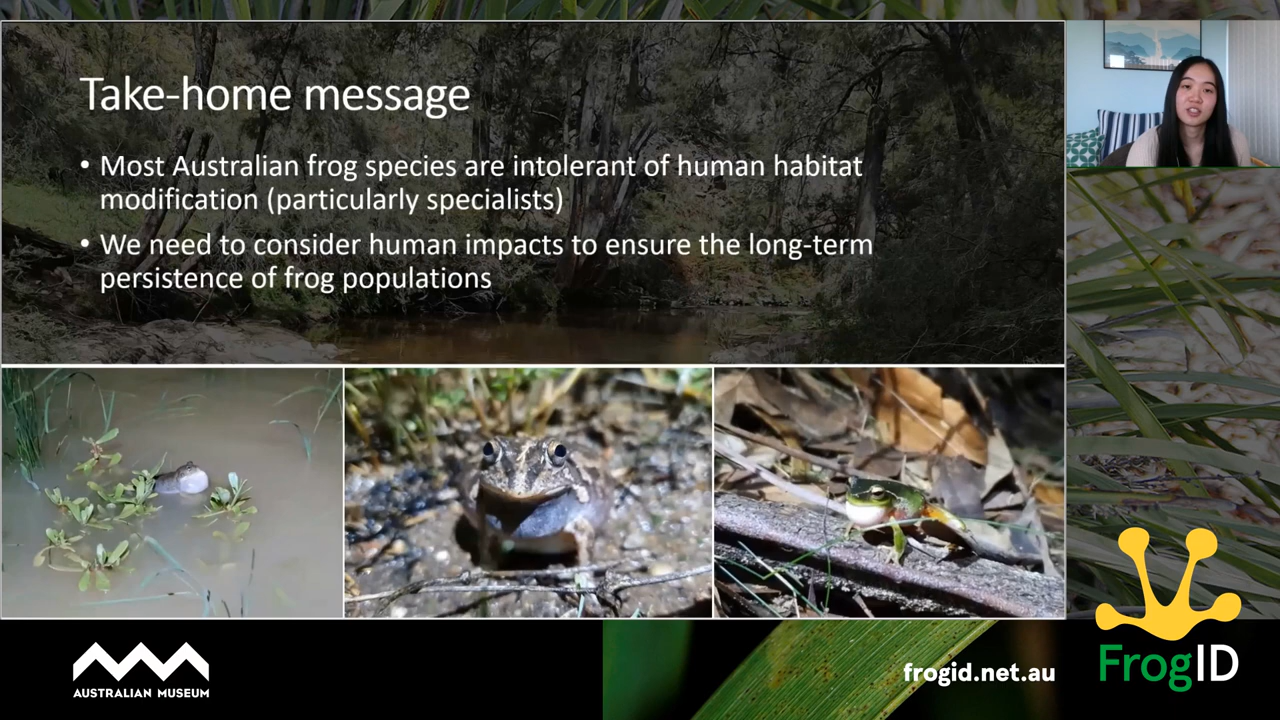 Take-home message
• Most Australian frog species are intolerant of human habitat
modification (particularly specialists)
• We need to consider human impacts to ensure the long-term
persistence of frog populations
AUSTRALIAN MUSEUM
frogid.net.au
FrogID